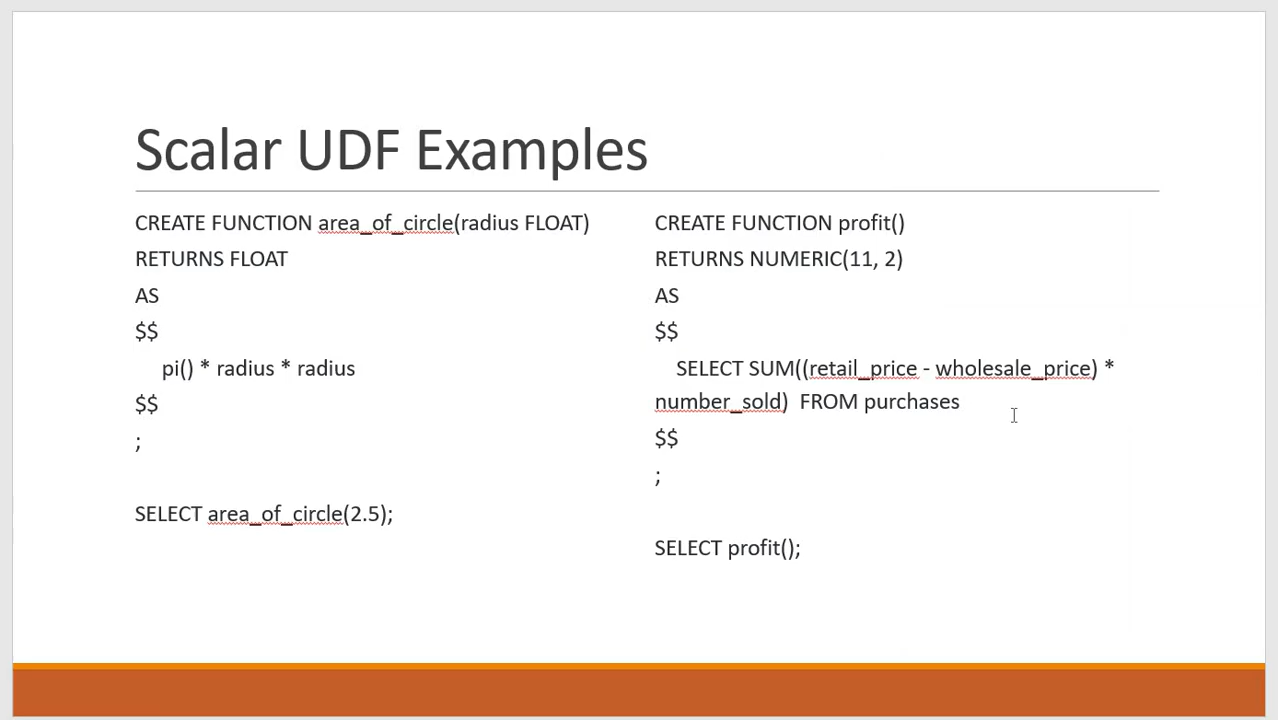 Scalar UDF Examples
CREATE FUNCTION area_of_circle(radius FLOAT)
RETURNS FLOAT
AS
$$
pi() * radius * radius
$$
;
SELECT area_of_circle(2.5);
CREATE FUNCTION profit()
RETURNS NUMERIC(11, 2)
AS
$$
SELECT SUM((retail_price - wholesale_price) *
number_sold)  FROM purchases
$$
;
SELECT profit();